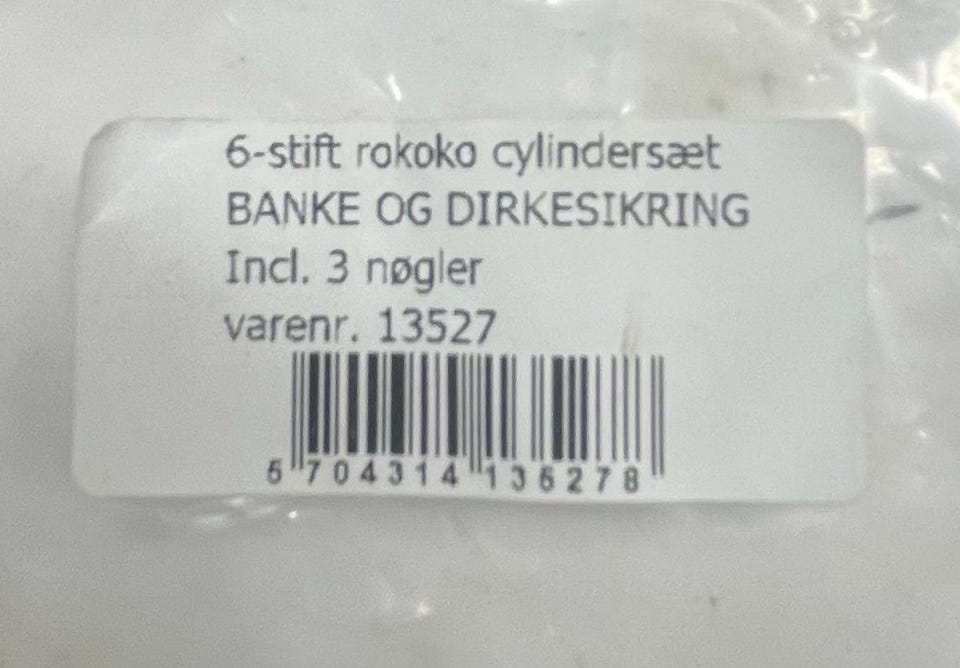 6-stift rokoko cylindersæt
BANKE OG DIRKESIKRING
Incl. 3 nøgler
varenr. 13527
5 704314 135278